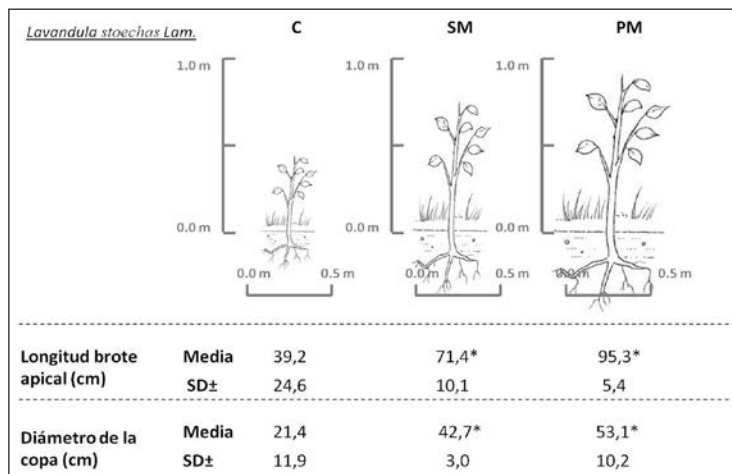 Lavandula stoechas Lam. C SM PM
1.0 m 1.0 m 1.0 m
0.0 m 0.0 m 0.0 m
0.0 m 0.5 m 0.0 m 0.5 m 0.0 m 0.5 m
Longitud brote apical (cm) Media 39,2 71,4* 95,3*
SD± 24,6 10,1 5,4
Diámetro de la copa (cm) Media 21,4 42,7* 53,1*
SD± 11,9 3,0 10,2